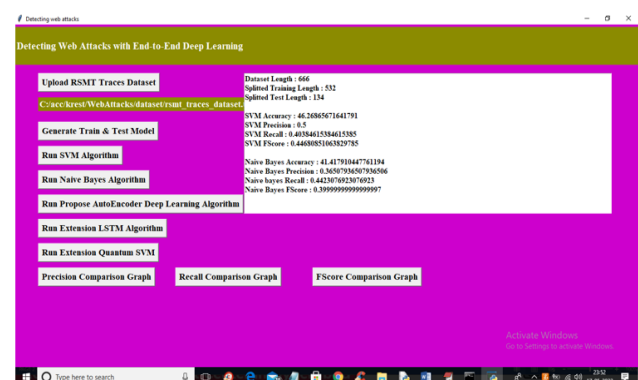 Detecting web attacks
Detecting Web Attacks with End-to-End Deep Learning
Upload RSMT Traces Dataset
C:/acc/krest/WebAttacks/dataset/rsmt_traces_dataset.
Generate Train & Test Model
Run SVM Algorithm
Run Naive Bayes Algorithm
Run Propose AutoEncoder Deep Learning Algorithm
Run Extension LSTM Algorithm
Run Extension Quantum SVM
Precision Comparison Graph
Recall Comparison Graph
FScore Comparison Graph
Dataset Length : 666
Splitted Training Length : 532
Splitted Test Length : 134
SVM Accuracy : 46.26865671641791
SVM Precision : 0.5
SVM Recall : 0.40384615384615385
SVM FScore : 0.44680851063829785
Naive Bayes Accuracy : 41.417910447761194
Naive Bayes Precision : 0.36507936507936506
Naive bayes Recall : 0.4423076923076923
Naive Bayes FScore : 0.39999999999999997
Activate Windows
Go to Settings to activate Windows.
Type here to search
23:52